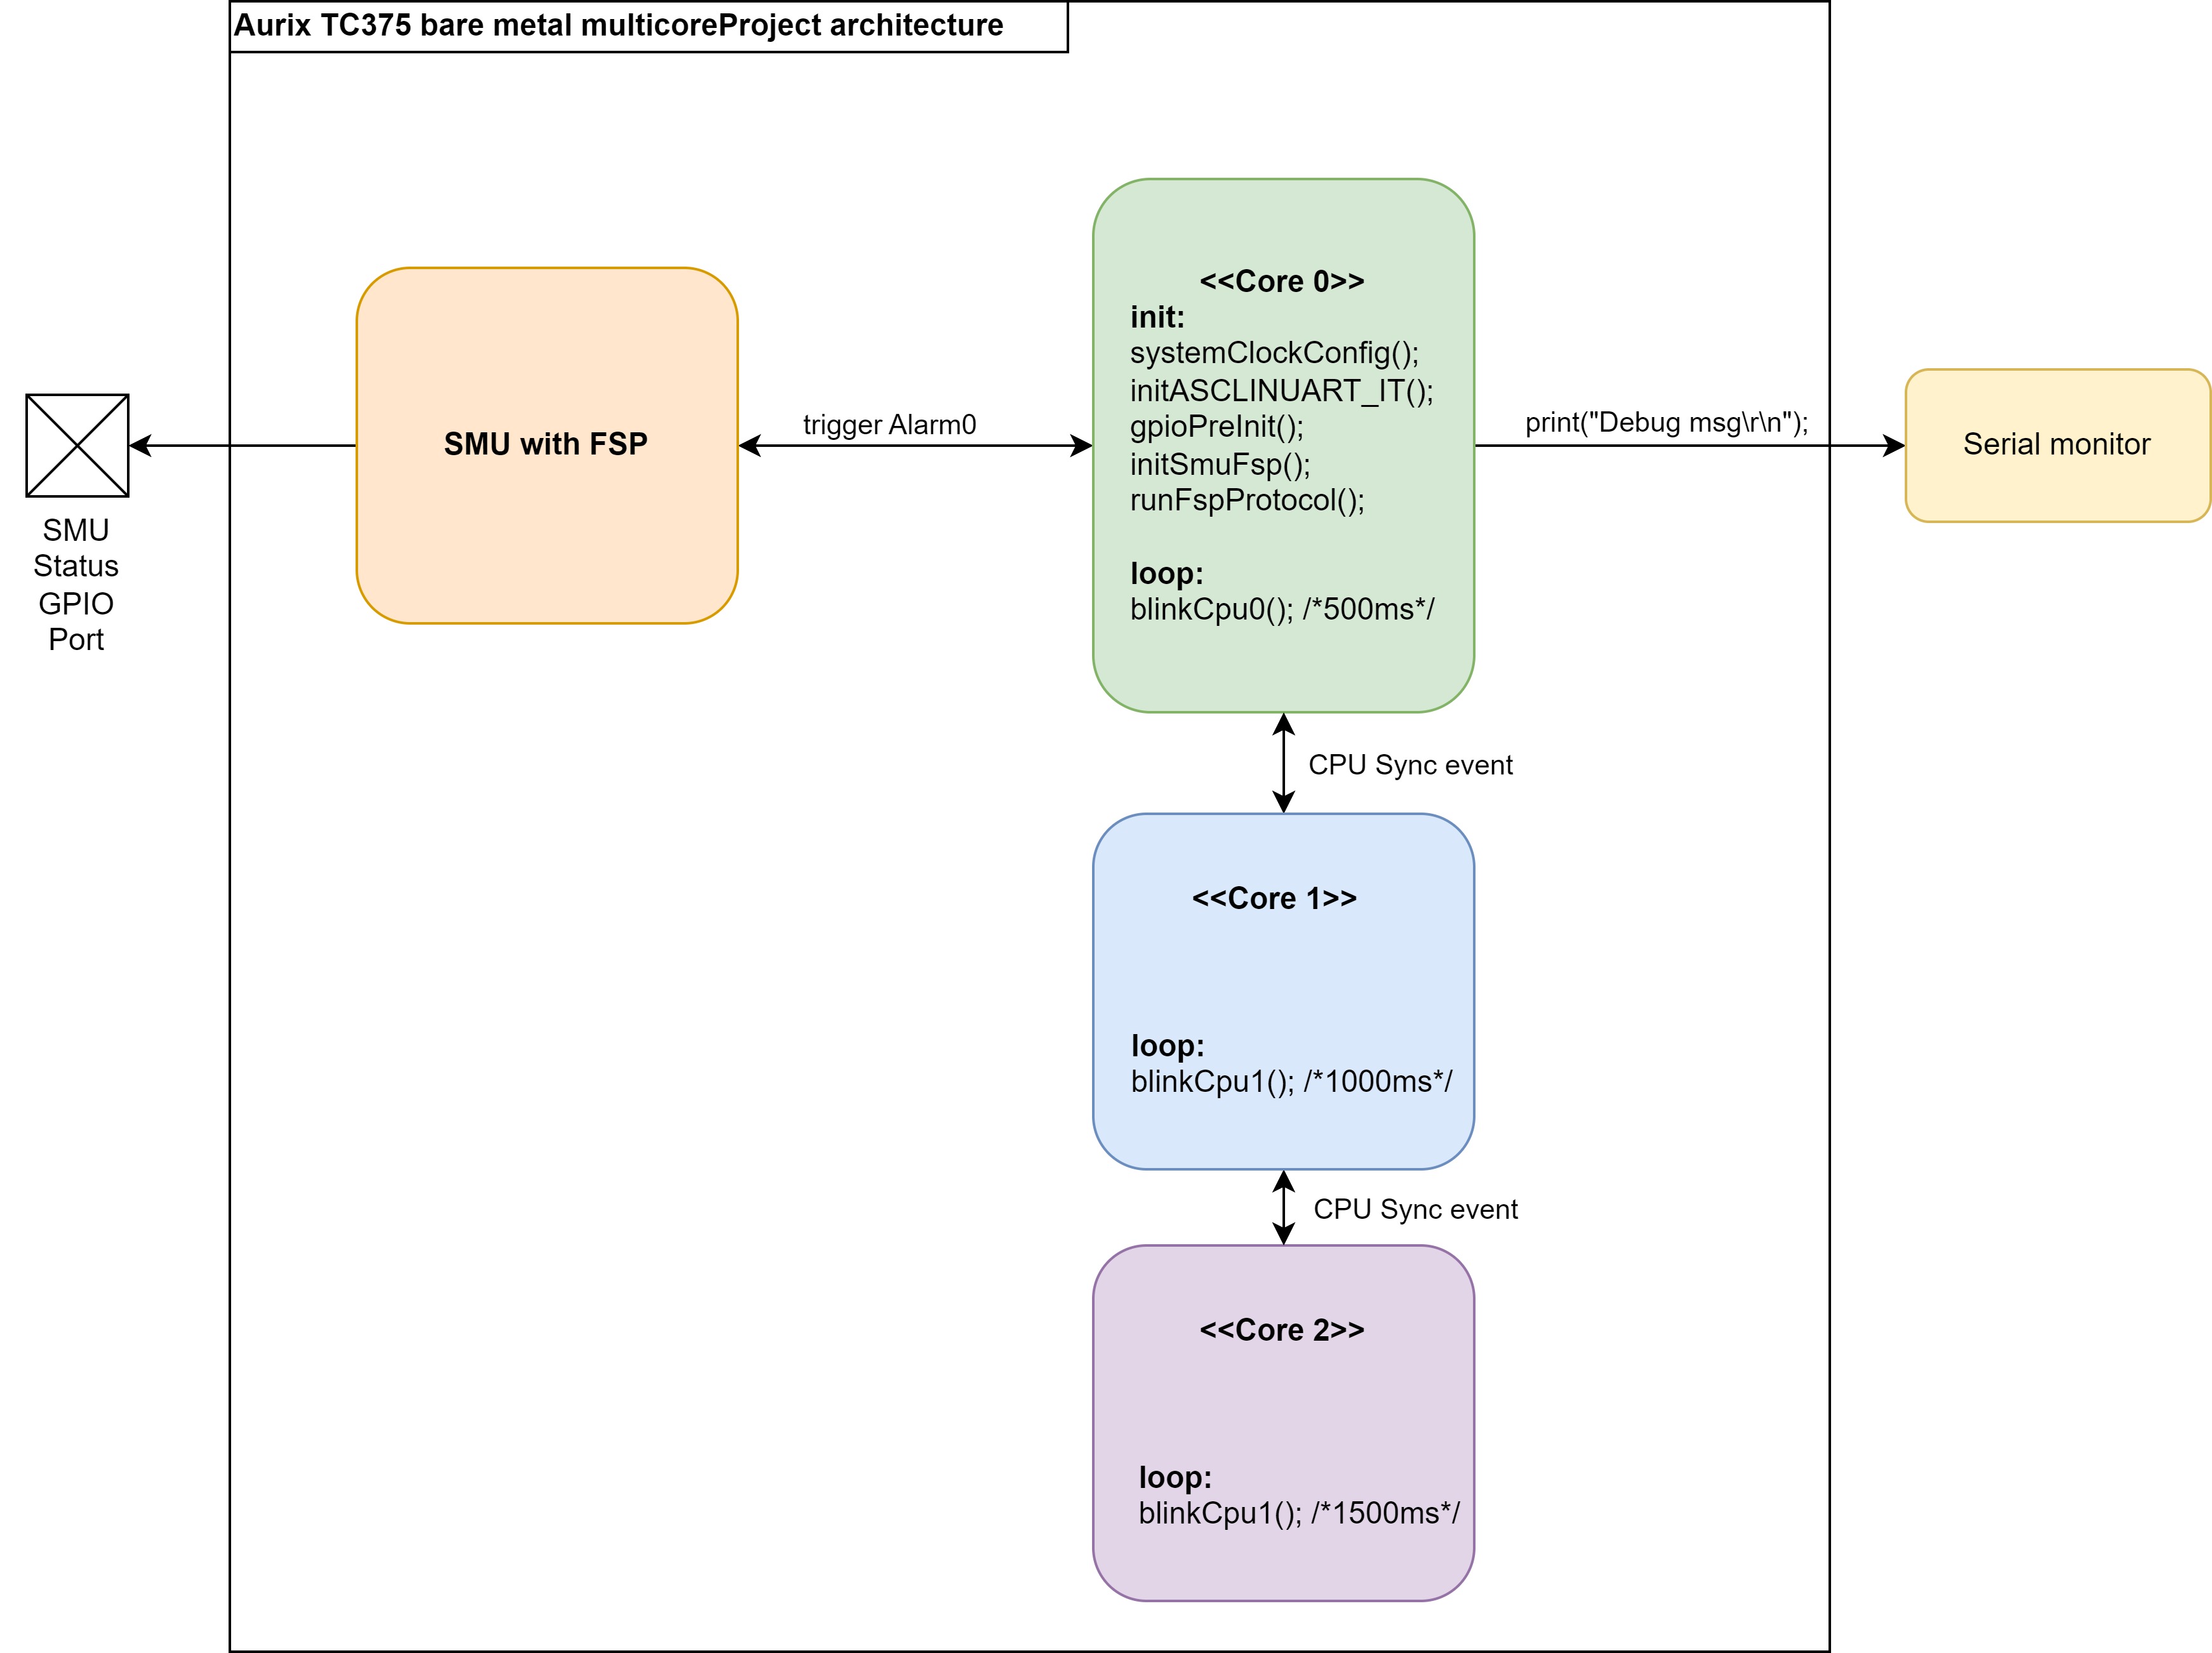 Aurix TC375 bare metal multicoreProject architecture
<<Core 0>>
init:
systemClockConfig();
initASCLINUART_IT();
gpioPreInit();
initSmuFsp();
runFspProtocol();
loop:
blinkCpu0(); /*500ms*/
SMU with FSP
trigger Alarm0
print("Debug msg\r\n");
Serial monitor
SMU
Status
GPIO
Port
CPU Sync event
<<Core 1>>
loop:
blinkCpu1(); /*1000ms*/
CPU Sync event
<<Core 2>>
loop:
blinkCpu1(); /*1500ms*/